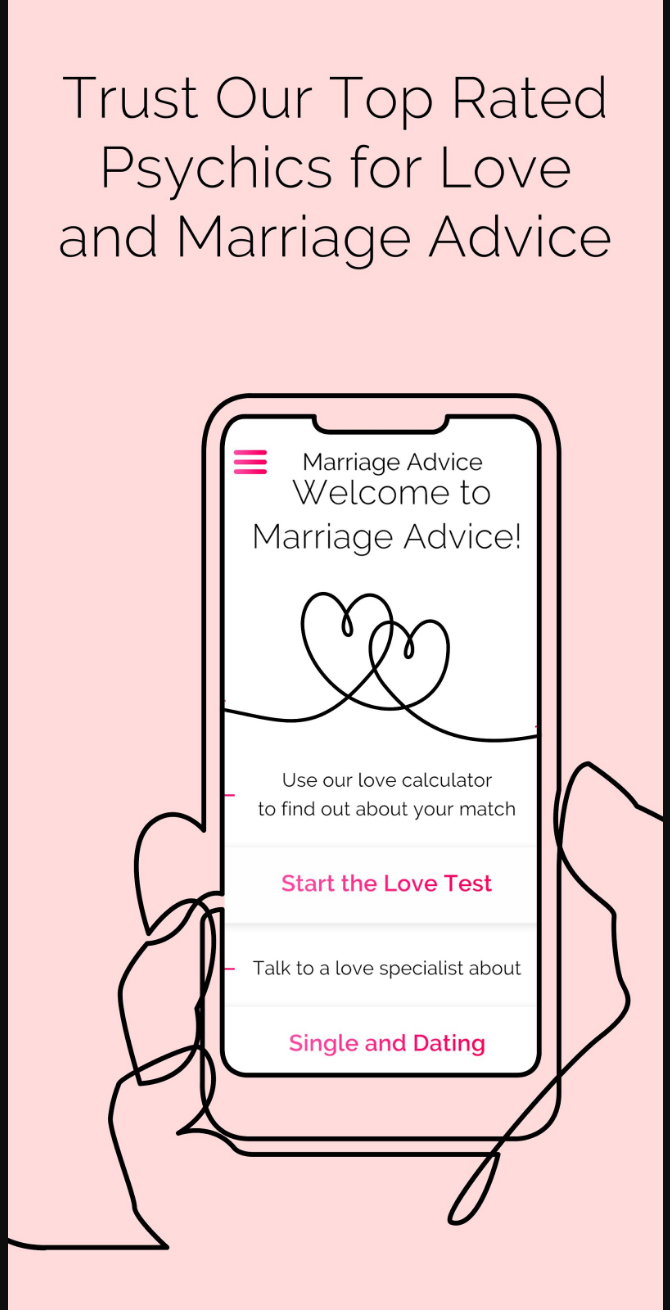 Trust Our Top Rated
Psychics for Love
and Marriage Advice
Marriage Advice
Welcome to
Marriage Advice!
Use our love calculator
to find out about your match
Start the Love Test
Talk to a love specialist about
Single and Dating